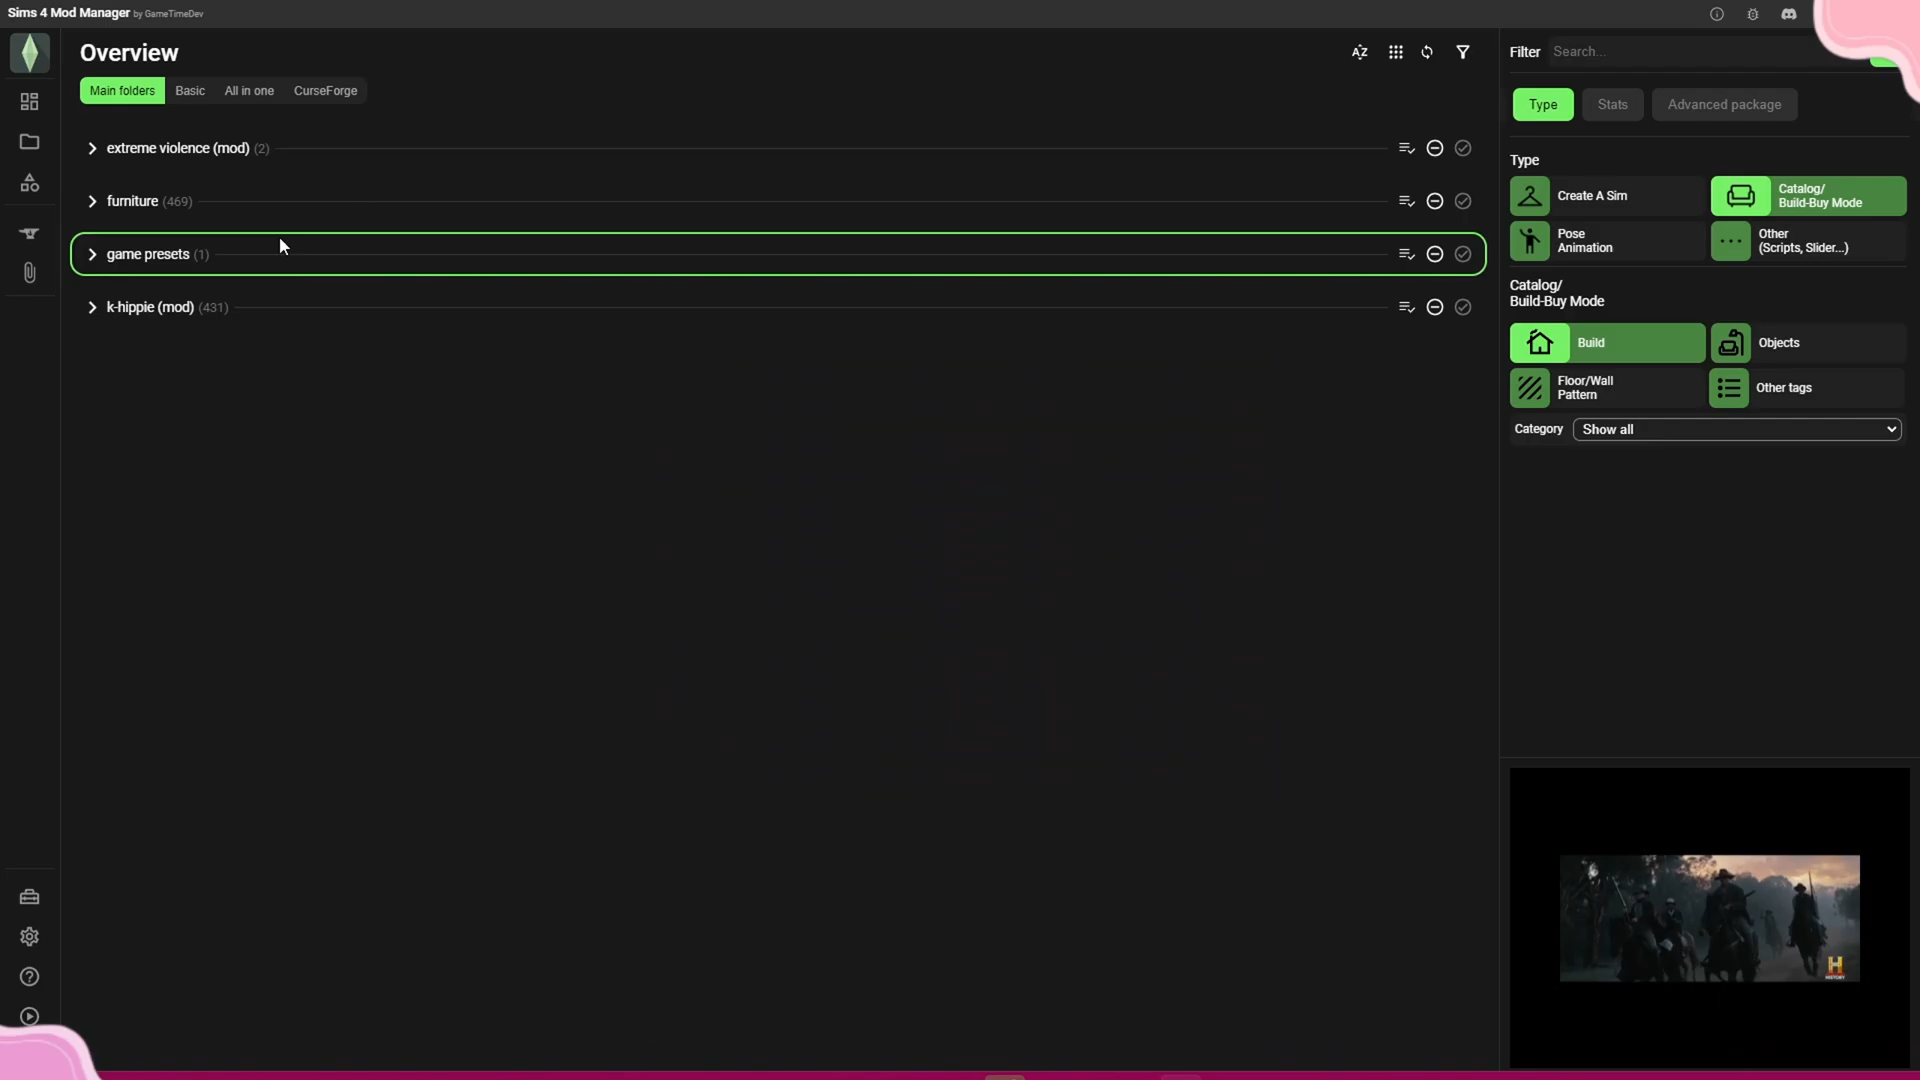 Sims 4 Mod Manager by GameTimeDev
Overview
Main folders
Basic
All in one
CurseForge
extreme violence (mod) (2)
furniture (469)
game presets (1)
k-hippie (mod) (431)
AZ
Filter
Search...
Type
Stats
Advanced package
Type
Create A Sim
Catalog/
Build-Buy Mode
Pose
Animation
Other
(Scripts, Slider...)
Catalog/
Build-Buy Mode
Build
Objects
Floor/Wall
Pattern
Other tags
Category
Show all
H
HISTORY